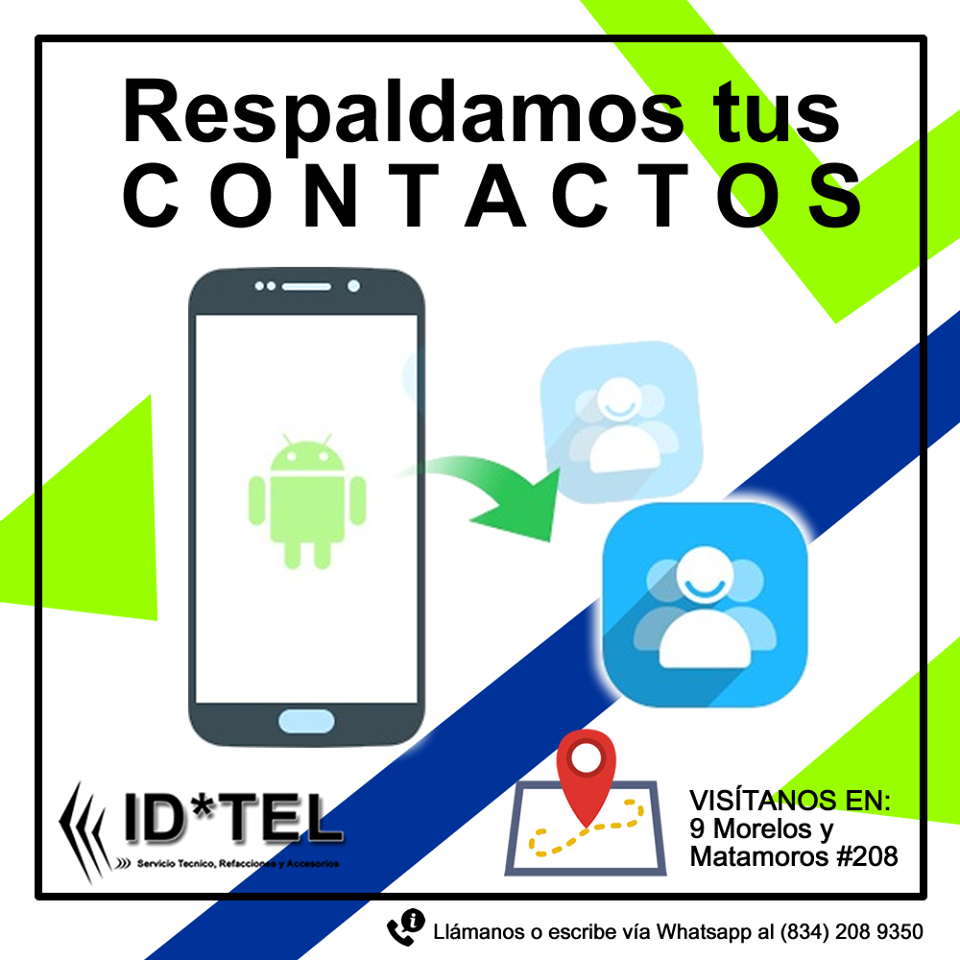 Respaldamos tus
CONTACTOS
ID*TEL
Servicio Tecnico, Refacciones y Accesorios
VISÍTANOS EN:
9 Morelos y
Matamoros #208
Llámanos o escribe vía Whatsapp al (834) 208 9350